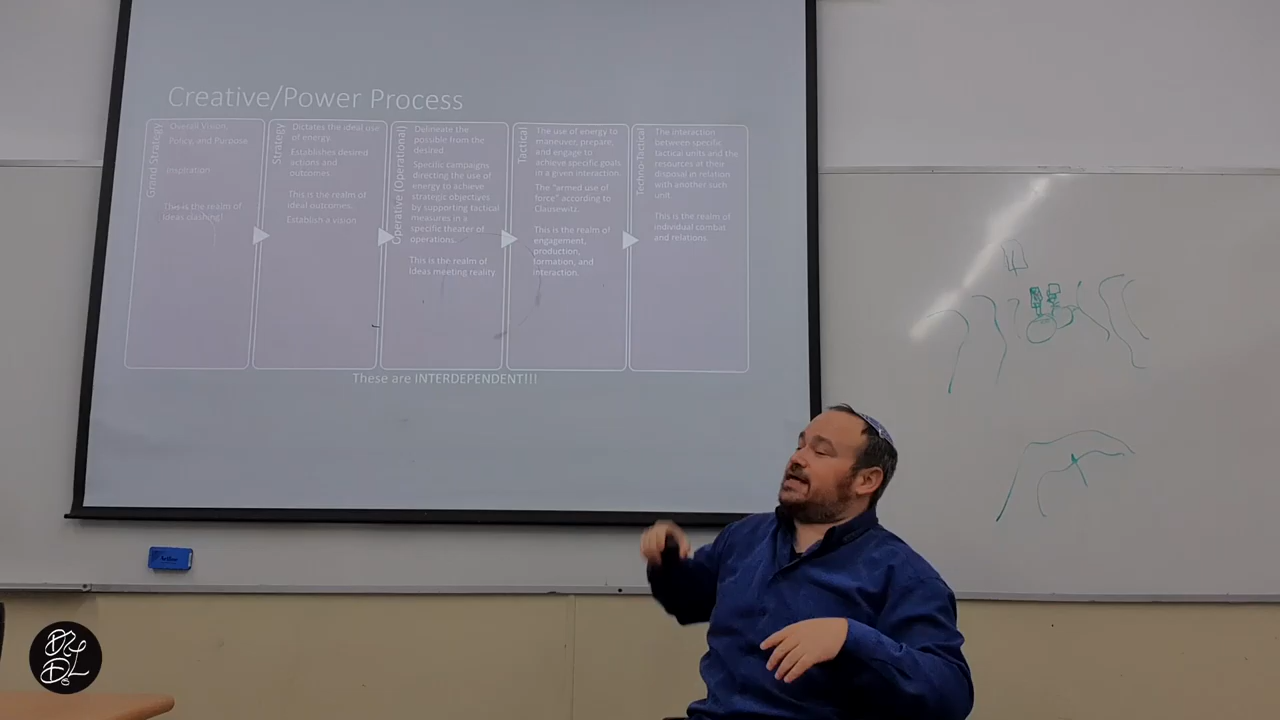 Creative/Power Process
Grand Strategy
Overall Vision,
Policy, and Purpose
Inspiration
This is the realm of
Ideas clashing!
Strategy
Dictates the ideal use
of energy.
Establishes desired
actions and
outcomes.
This is the realm of
ideal outcomes.
Establish a vision
Operative (Operational)
Delineate the
possible from the
desired.
Specific campaigns
directing the use of
energy to achieve
strategic objectives
by supporting tactical
measures in a
specific theater of
operations.
This is the realm of
Ideas meeting reality
Tactical
The use of energy to
maneuver, prepare,
and engage to
achieve specific goals
in a given interaction.
The "armed use of
force" according to
Clausewitz.
This is the realm of
engagement,
production,
formation, and
interaction.
Techno-Tactical
The interaction
between specific
tactical units and the
resources at their
disposal in relation
with another such
unit.
This is the realm of
individual combat
and relations.
These are INTERDEPENDENT!!!